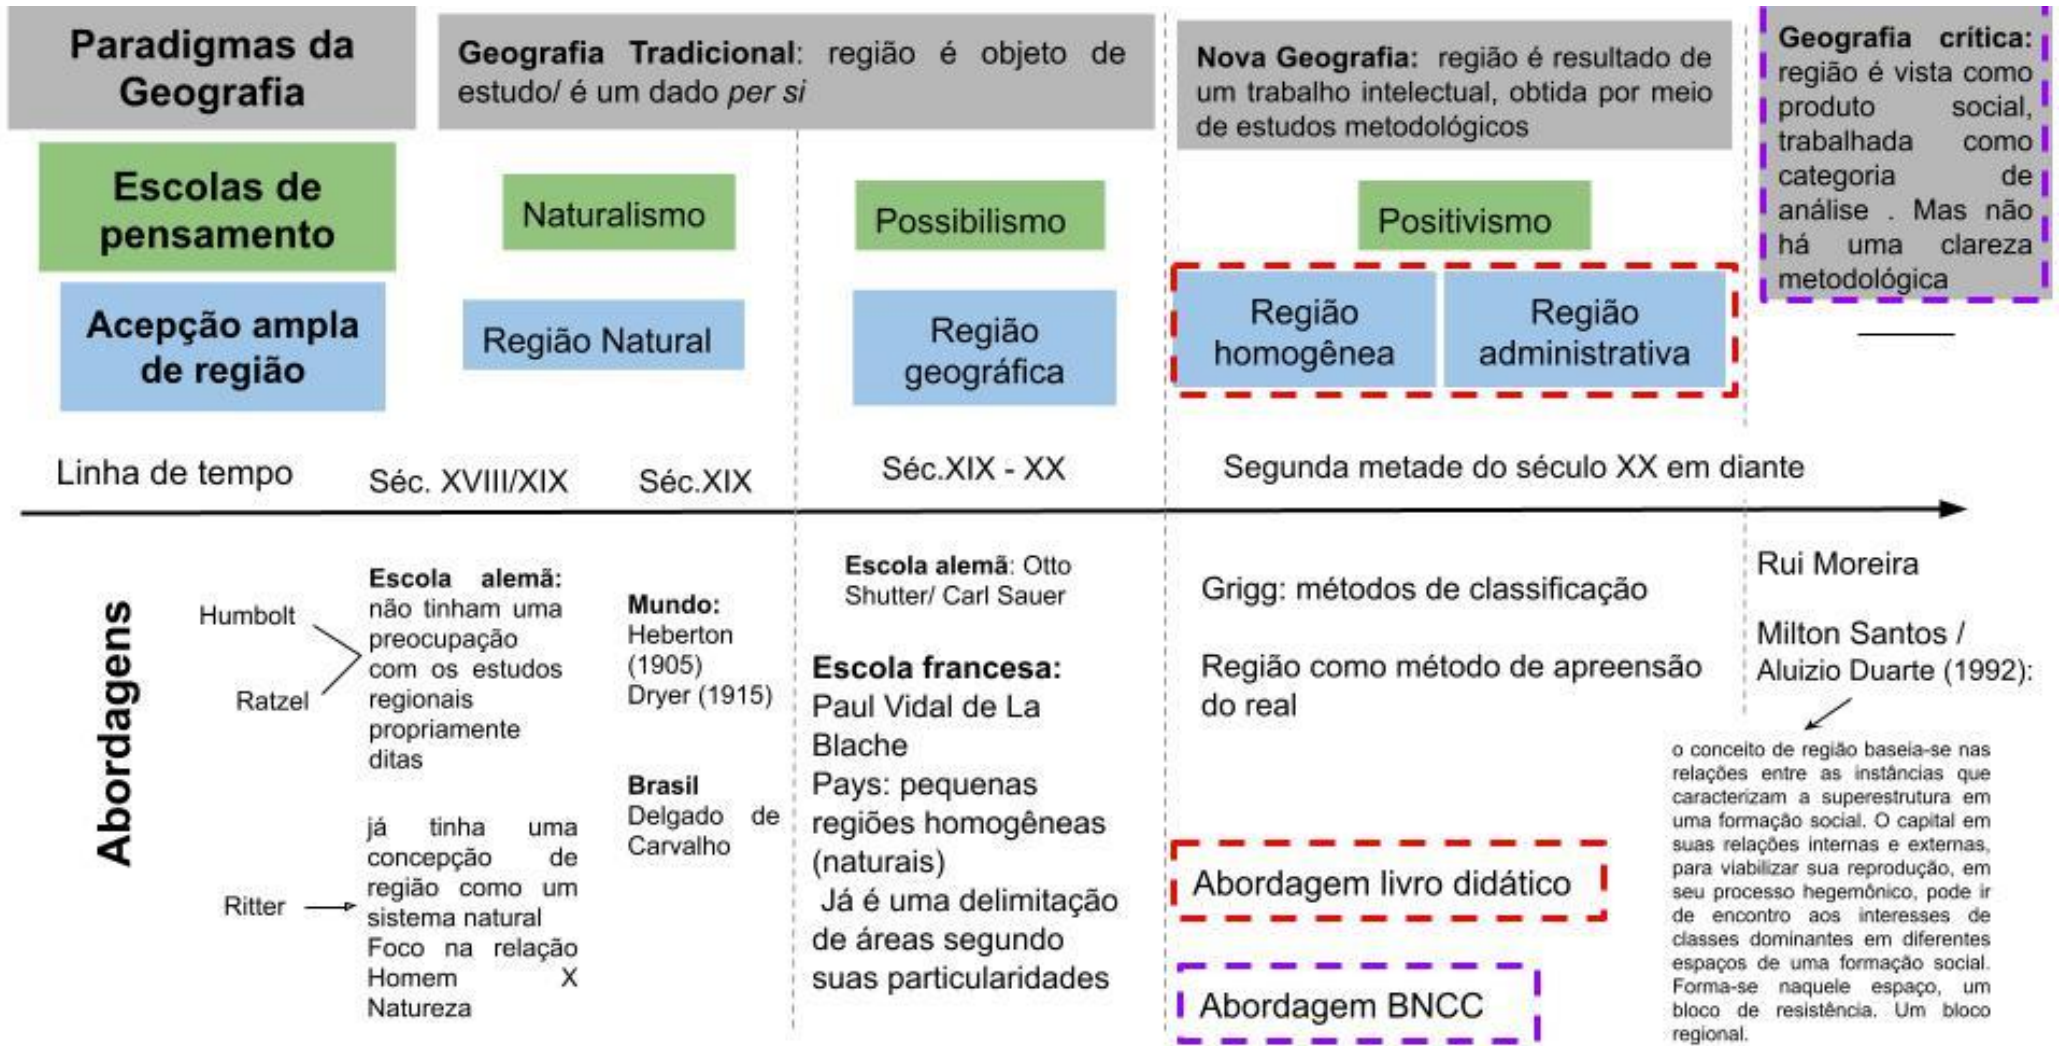 Paradigmas da
Geografia
Geografia Tradicional: região é objeto de
estudo/ é um dado per si
Nova Geografia: região é resultado de
um trabalho intelectual, obtida por meio
de estudos metodológicos
Geografia crítica:
região é vista como
produto social,
trabalhada como
categoria de
análise . Mas não
há uma clareza
metodológica
Escolas de
pensamento
Naturalismo
Possibilismo
Positivismo
Acepção ampla
de região
Região Natural
Região
geográfica
Região
homogênea
Região
administrativa
Linha de tempo
Séc. XVIII/XIX
Séc.XIX
Séc.XIX - XX
Segunda metade do século XX em diante
Abordagens
Humbolt
Ratzel
Escola alemã:
não tinham uma
preocupação
com os estudos
regionais
propriamente
ditas
Ritter
já tinha uma
concepção de
região como um
sistema natural
Foco na relação
Homem X
Natureza
Mundo:
Heberton
(1905)
Dryer (1915)
Brasil
Delgado de
Carvalho
Escola alemã: Otto
Shutter/ Carl Sauer
Escola francesa:
Paul Vidal de La
Blache
Pays: pequenas
regiões homogêneas
(naturais)
Já é uma delimitação
de áreas segundo
suas particularidades
Grigg: métodos de classificação
Região como método de apreensão
do real
Abordagem livro didático
Abordagem BNCC
Rui Moreira
Milton Santos /
Aluizio Duarte (1992):
o conceito de região baseia-se nas
relações entre as instâncias que
caracterizam a superestrutura em
uma formação social. O capital em
suas relações internas e externas,
para viabilizar sua reprodução, em
seu processo hegemônico, pode ir
de encontro aos interesses de
classes dominantes em diferentes
espaços de uma formação social.
Forma-se naquele espaço, um
bloco de resistência. Um bloco
regional.